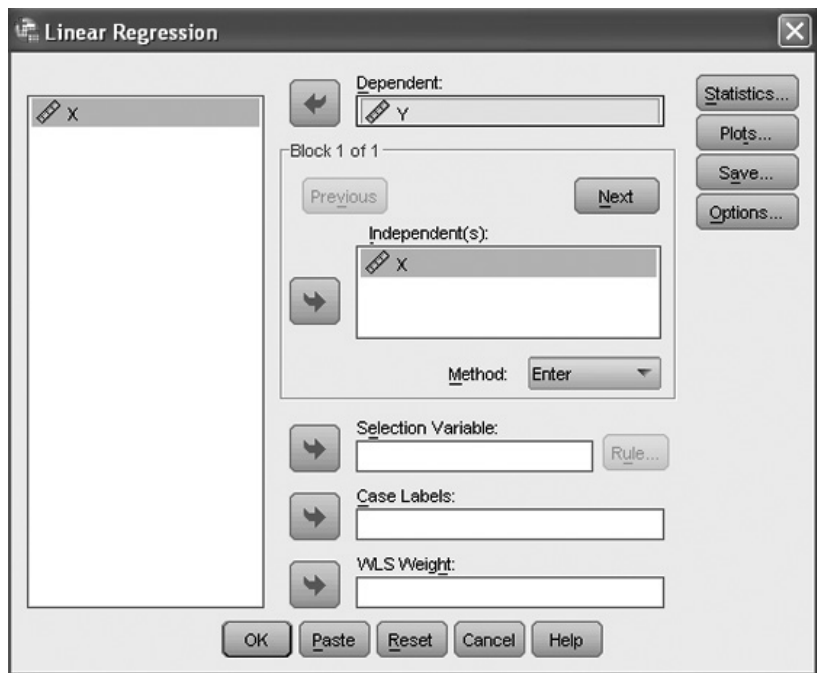 Linear Regression
X
Dependent:
Y
Block 1 of 1
Previous
Next
Independent(s):
X
Method:
Enter
Selection Variable:
Rule...
Case Labels:
WLS Weight:
Statistics...
Plots...
Save...
Options...
OK
Paste
Reset
Cancel
Help